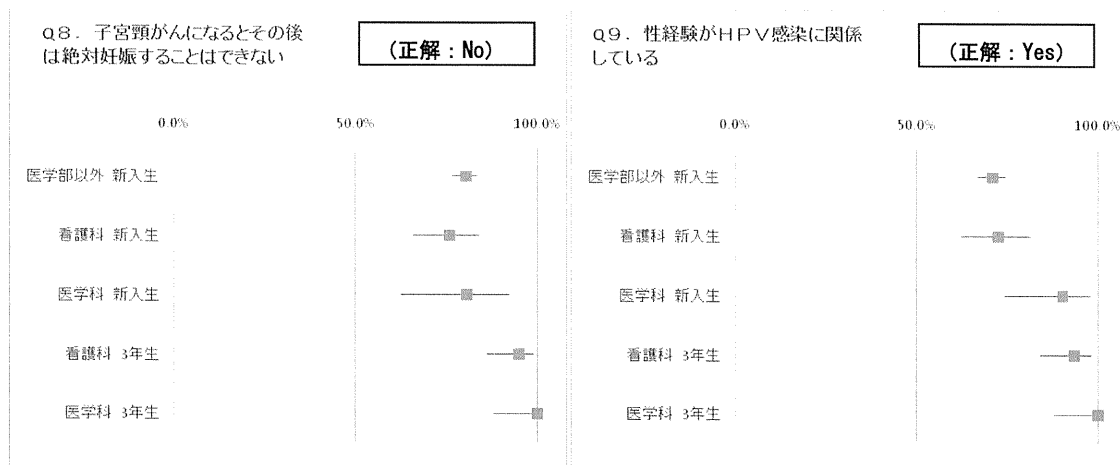 Q8．子宮頸がんになるとその後
は絶対妊娠することはできない
(正解：No)
0.0%
50.0%
100.0%
医学部以外 新入生
看護科 新入生
医学科 新入生
看護科 3年生
医学科 3年生
Q9．性経験がＨＰＶ感染に関係
している
(正解：Yes)
0.0%
50.0%
100.0%
医学部以外 新入生
看護科 新入生
医学科 新入生
看護科 3年生
医学科 3年生